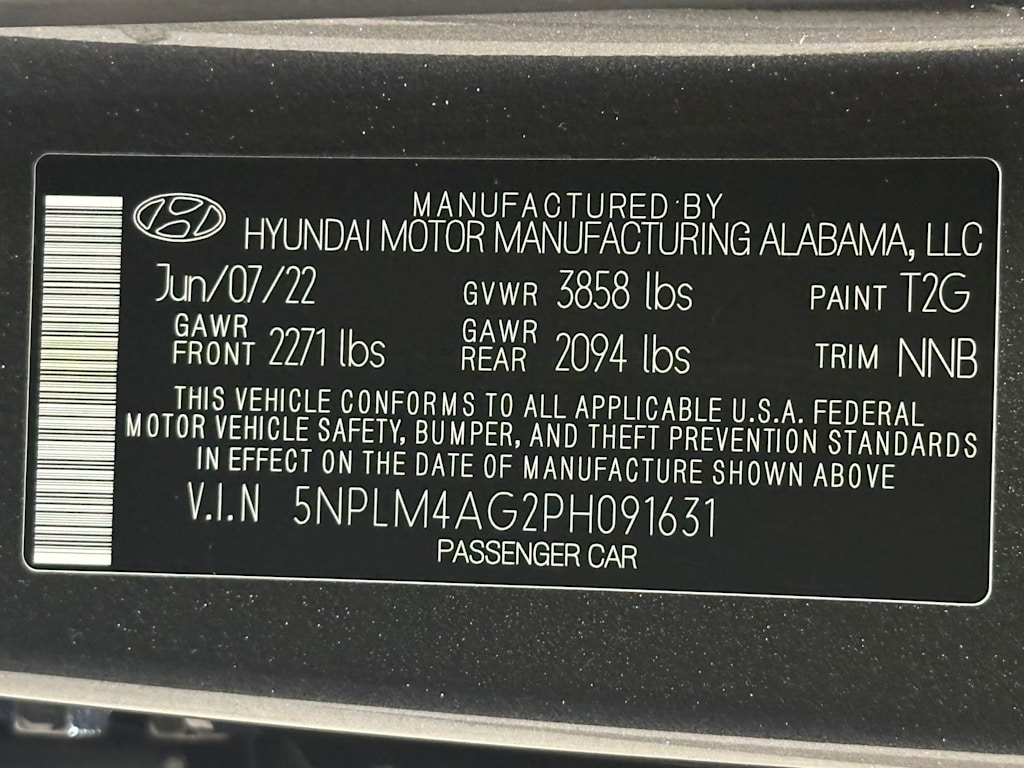 MANUFACTURED BY
HYUNDAI MOTOR MANUFACTURING ALABAMA, LLC
Jun/07/22 GVWR 3858 lbs PAINT T2G
GAWR FRONT 2271 lbs GAWR REAR 2094 lbs TRIM NNB
THIS VEHICLE CONFORMS TO ALL APPLICABLE U.S.A. FEDERAL
MOTOR VEHICLE SAFETY, BUMPER, AND THEFT PREVENTION STANDARDS
IN EFFECT ON THE DATE OF MANUFACTURE SHOWN ABOVE
V.I.N 5NPLM4AG2PH091631
PASSENGER CAR